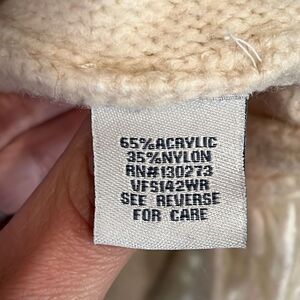 65%ACRYLIC
35%NYLON
RN#130273
VFS142WR
SEE REVERSE
FOR CARE